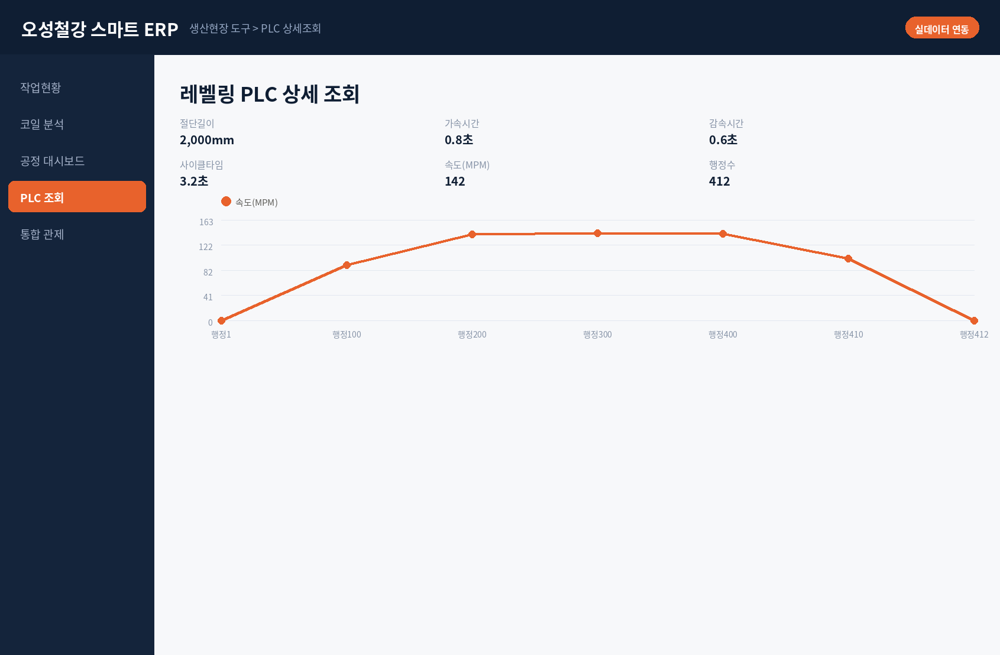 오성철강 스마트 ERP 생산현장 도구 > PLC 상세조회 실데이터 연동
작업현황
코일 분석
공정 대시보드
PLC 조회
통합 관제
레벨링 PLC 상세 조회
절단길이 가속시간 감속시간
2,000mm 0.8초 0.6초
사이클타임 속도(MPM) 행정수
3.2초 142 412
속도(MPM)
163
122
82
41
0
행정1 행정100 행정200 행정300 행정400 행정410 행정412